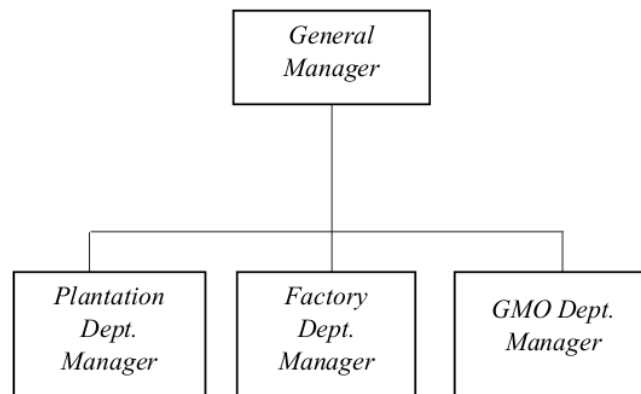 General
Manager
Plantation
Dept.
Manager
Factory
Dept.
Manager
GMO Dept.
Manager